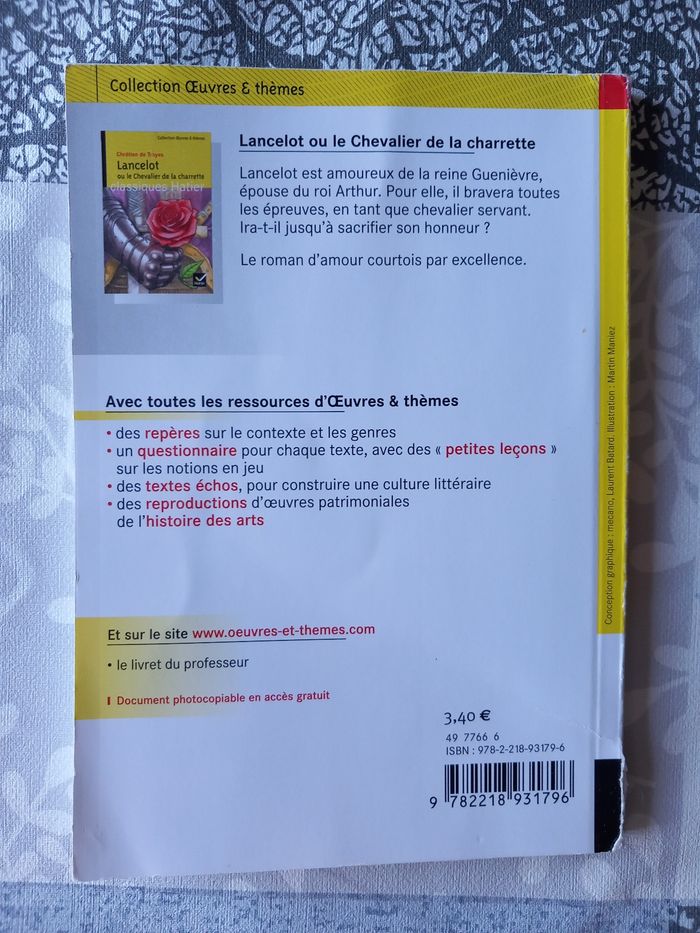 Collection Œuvres & thèmes
Collection Œuvres & thèmes
Chrétien de Troyes
Lancelot
ou le Chevalier de la charrette
classiques Hatier
Lancelot ou le Chevalier de la charrette
Lancelot est amoureux de la reine Guenièvre,
épouse du roi Arthur. Pour elle, il bravera toutes
les épreuves, en tant que chevalier servant.
Ira-t-il jusqu'à sacrifier son honneur ?
Le roman d'amour courtois par excellence.
Avec toutes les ressources d'Œuvres & thèmes
• des repères sur le contexte et les genres
• un questionnaire pour chaque texte, avec des « petites leçons »
sur les notions en jeu
• des textes échos, pour construire une culture littéraire
• des reproductions d'œuvres patrimoniales
de l'histoire des arts
Et sur le site www.oeuvres-et-themes.com
• le livret du professeur
Document photocopiable en accès gratuit
3,40 €
49 7766 6
ISBN : 978-2-218-93179-6
9 782218 931796
Conception graphique : mecano, Laurent Batard. Illustration : Martin Maniez